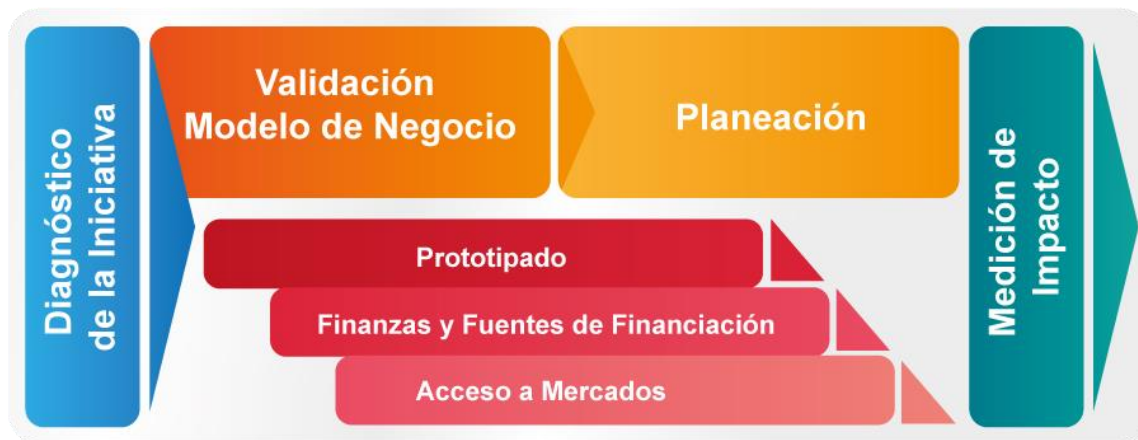 Diagnóstico
de la Iniciativa
Validación
Modelo de Negocio
Planeación
Prototipado
Finanzas y Fuentes de Financiación
Acceso a Mercados
Medición de
Impacto